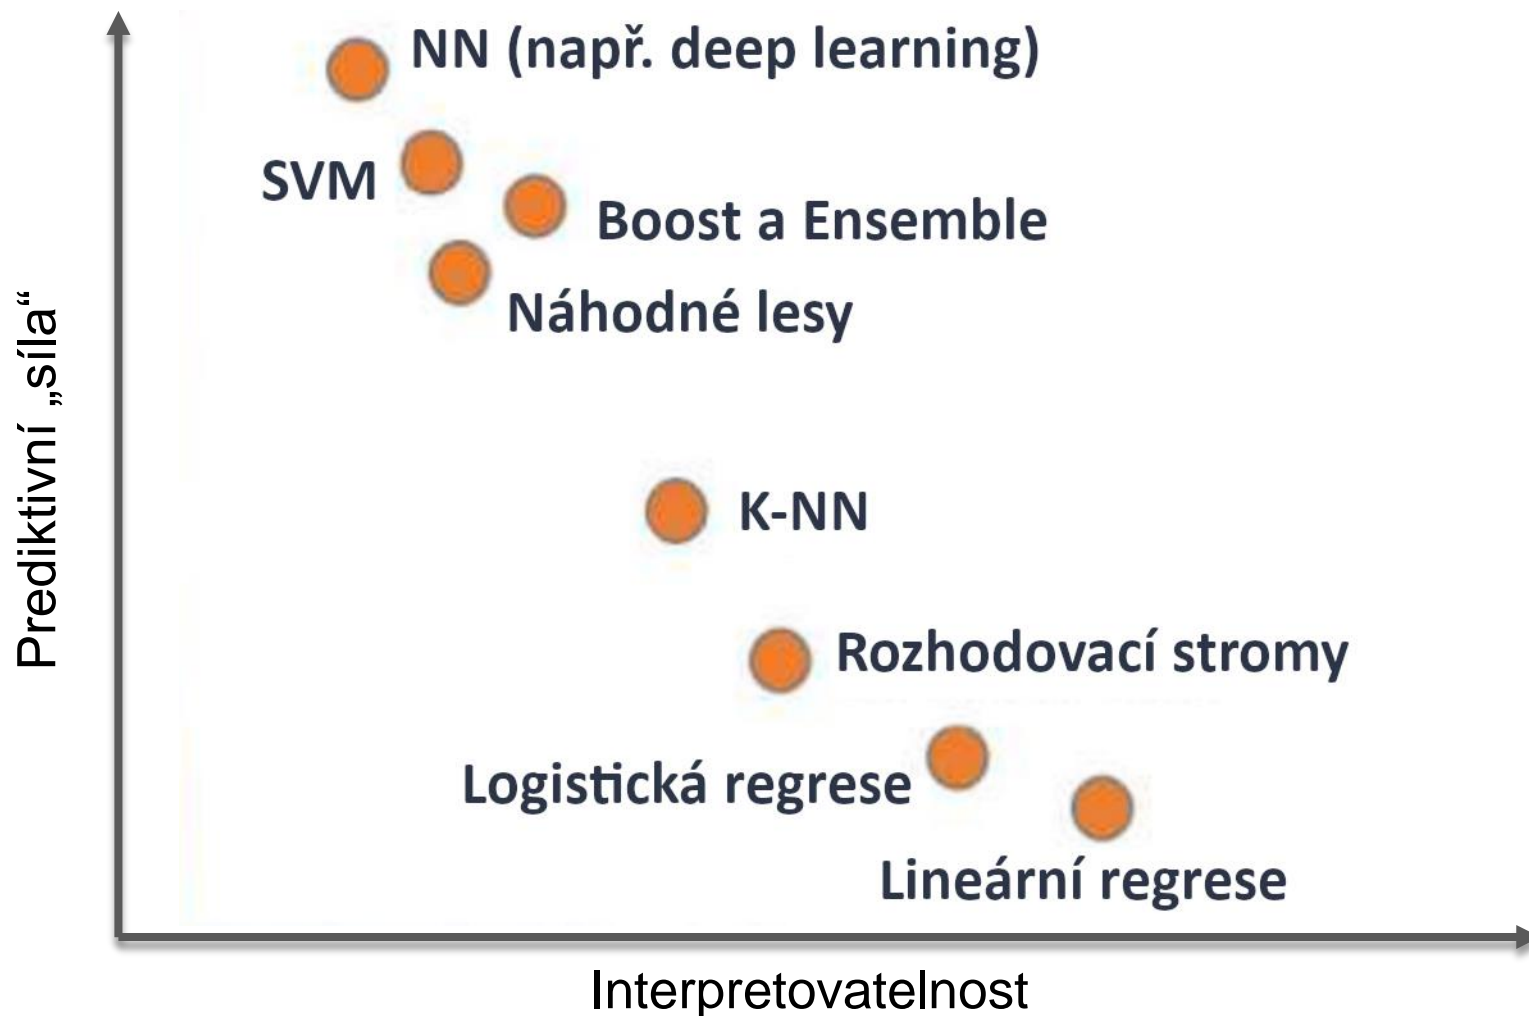 NN (např. deep learning)
SVM
Boost a Ensemble
Náhodné lesy
Prediktivní „síla“
K-NN
Rozhodovací stromy
Logistická regrese
Lineární regrese
Interpretovatelnost